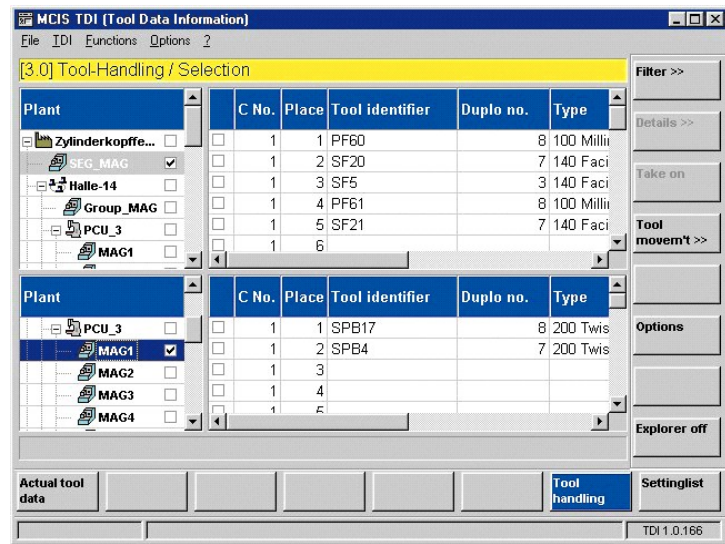 MCIS TDI (Tool Data Information)
File TDI Functions Options ?
[3.0] Tool-Handling / Selection
Filter >>
Details >>
Take on
Tool movem't >>
Options
Explorer off
Plant C No. Place Tool identifier Duplo no. Type
Zylinderkopffe... 1 1 PF60 8 100 Milli
SEG_MAG 1 2 SF20 7 140 Faci
Halle-14 1 3 SF5 3 140 Faci
Group_MAG 1 4 PF61 8 100 Milli
PCU_3 1 5 SF21 7 140 Faci
MAG1 1 6
Plant C No. Place Tool identifier Duplo no. Type
PCU_3 1 1 SPB17 8 200 Twis
MAG1 1 2 SPB4 7 200 Twis
MAG2 1 3
MAG3 1 4
MAG4 1 5
Actual tool data
Tool handling
Settinglist
TDI 1.0.166